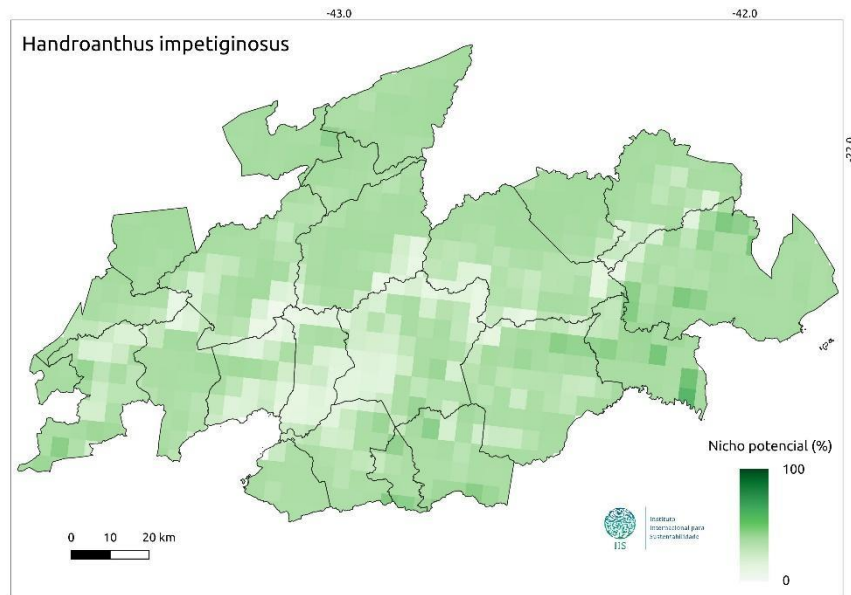 -43.0
-42.0
Handroanthus impetiginosus
-22.0
Nicho potencial (%)
100
0
0 10 20 km
IIS
Instituto
Internacional para
Sustentabilidade